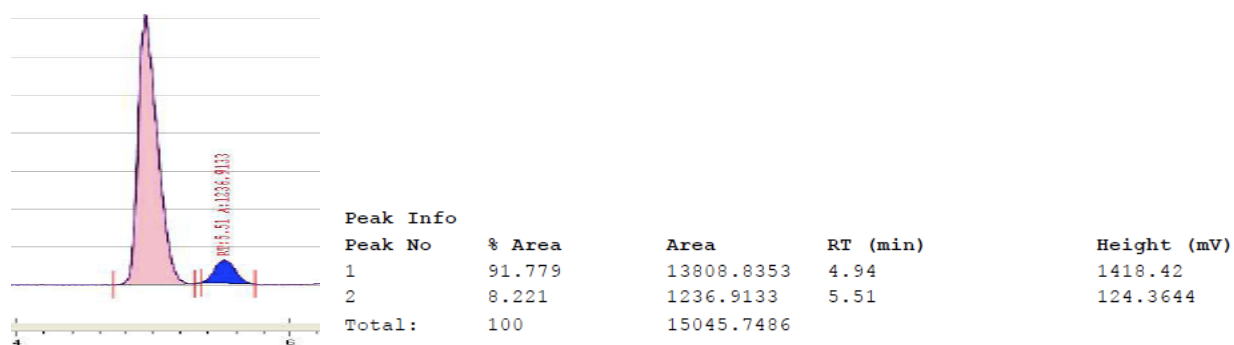 RT:5.51 A:1236.9133
4 6
Peak Info
Peak No % Area Area RT (min) Height (mV)
1 91.779 13808.8353 4.94 1418.42
2 8.221 1236.9133 5.51 124.3644
Total: 100 15045.7486